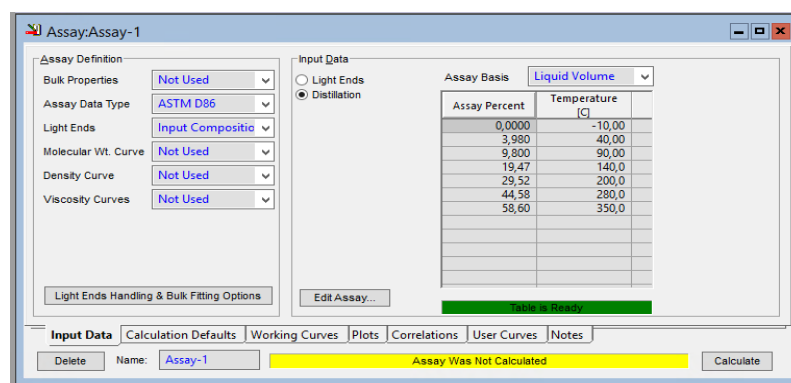 Assay:Assay-1
Assay Definition
Bulk Properties Not Used
Assay Data Type ASTM D86
Light Ends Input Compositio
Molecular Wt. Curve Not Used
Density Curve Not Used
Viscosity Curves Not Used
Light Ends Handling & Bulk Fitting Options
Input Data
Light Ends
Distillation
Assay Basis Liquid Volume
Assay Percent Temperature [C]
0,0000 -10,00
3,980 40,00
9,800 90,00
19,47 140,0
29,52 200,0
44,58 280,0
58,60 350,0
Edit Assay...
Table is Ready
Input Data Calculation Defaults Working Curves Plots Correlations User Curves Notes
Delete Name: Assay-1 Assay Was Not Calculated Calculate